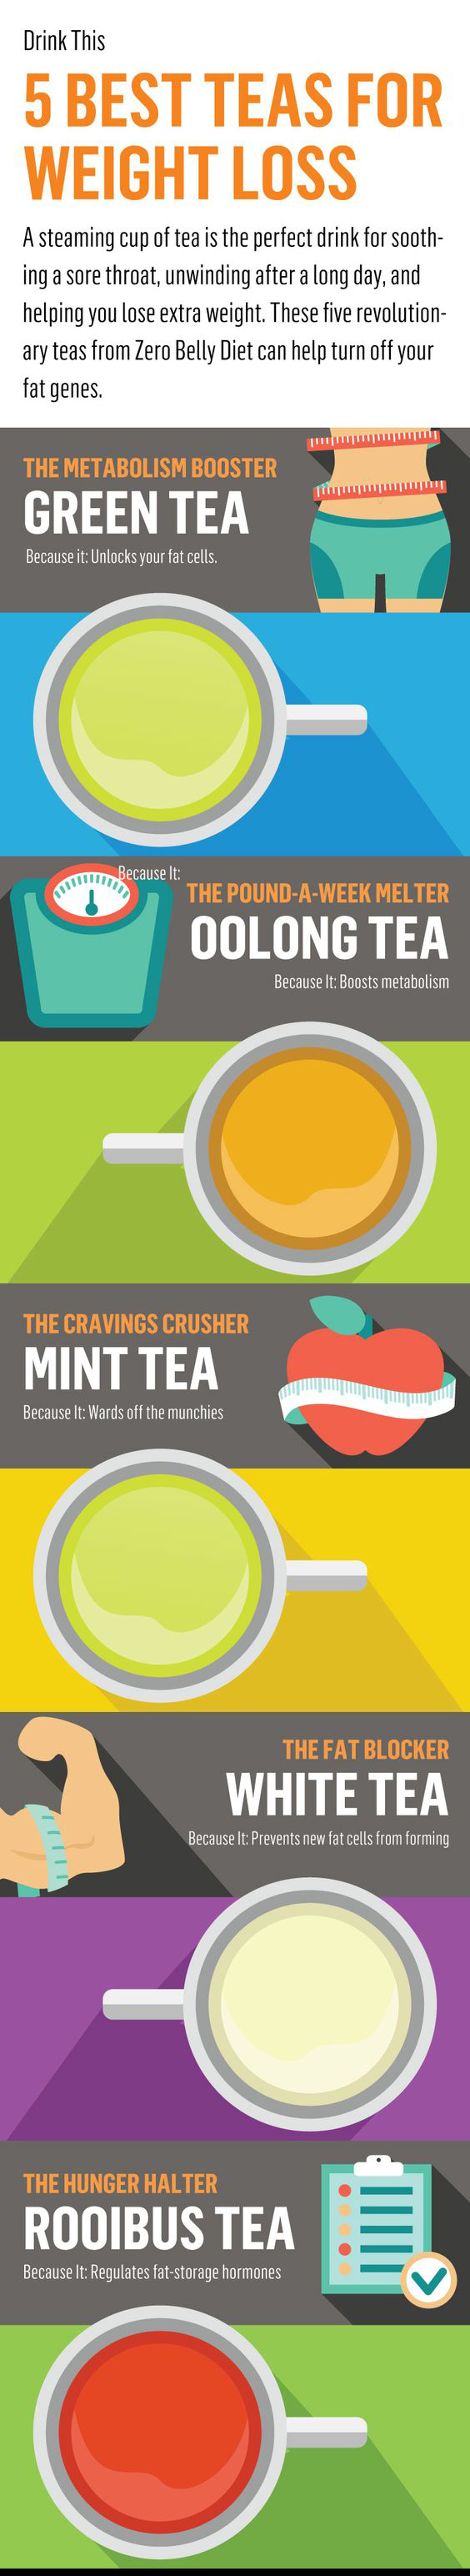 Drink This
5 BEST TEAS FOR
WEIGHT LOSS
A steaming cup of tea is the perfect drink for sooth-
ing a sore throat, unwinding after a long day, and
helping you lose extra weight. These five revolution-
ary teas from Zero Belly Diet can help turn off your
fat genes.
THE METABOLISM BOOSTER
GREEN TEA
Because it: Unlocks your fat cells.
Because It:
THE POUND-A-WEEK MELTER
OOLONG TEA
Because It: Boosts metabolism
THE CRAVINGS CRUSHER
MINT TEA
Because It: Wards off the munchies
THE FAT BLOCKER
WHITE TEA
Because It: Prevents new fat cells from forming
THE HUNGER HALTER
ROOIBUS TEA
Because It: Regulates fat-storage hormones